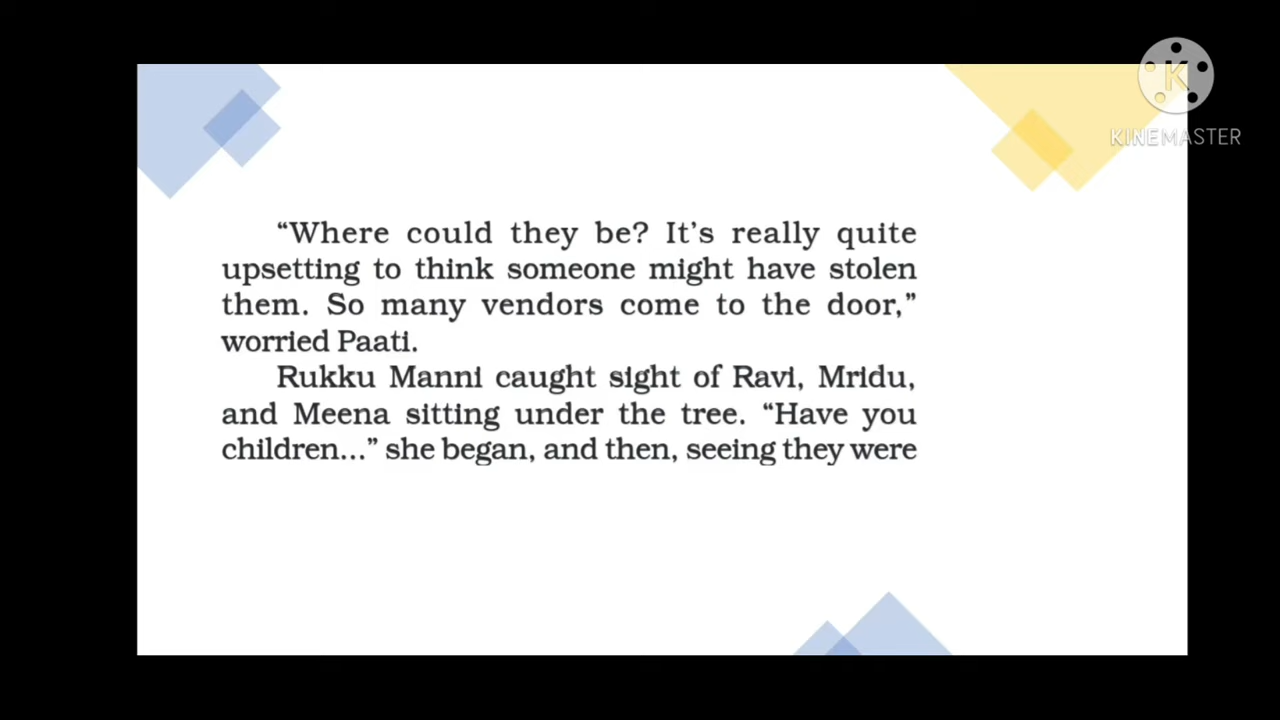 K
KINEMASTER
“Where could they be? It’s really quite
upsetting to think someone might have stolen
them. So many vendors come to the door,”
worried Paati.
Rukku Manni caught sight of Ravi, Mridu,
and Meena sitting under the tree. “Have you
children...” she began, and then, seeing they were